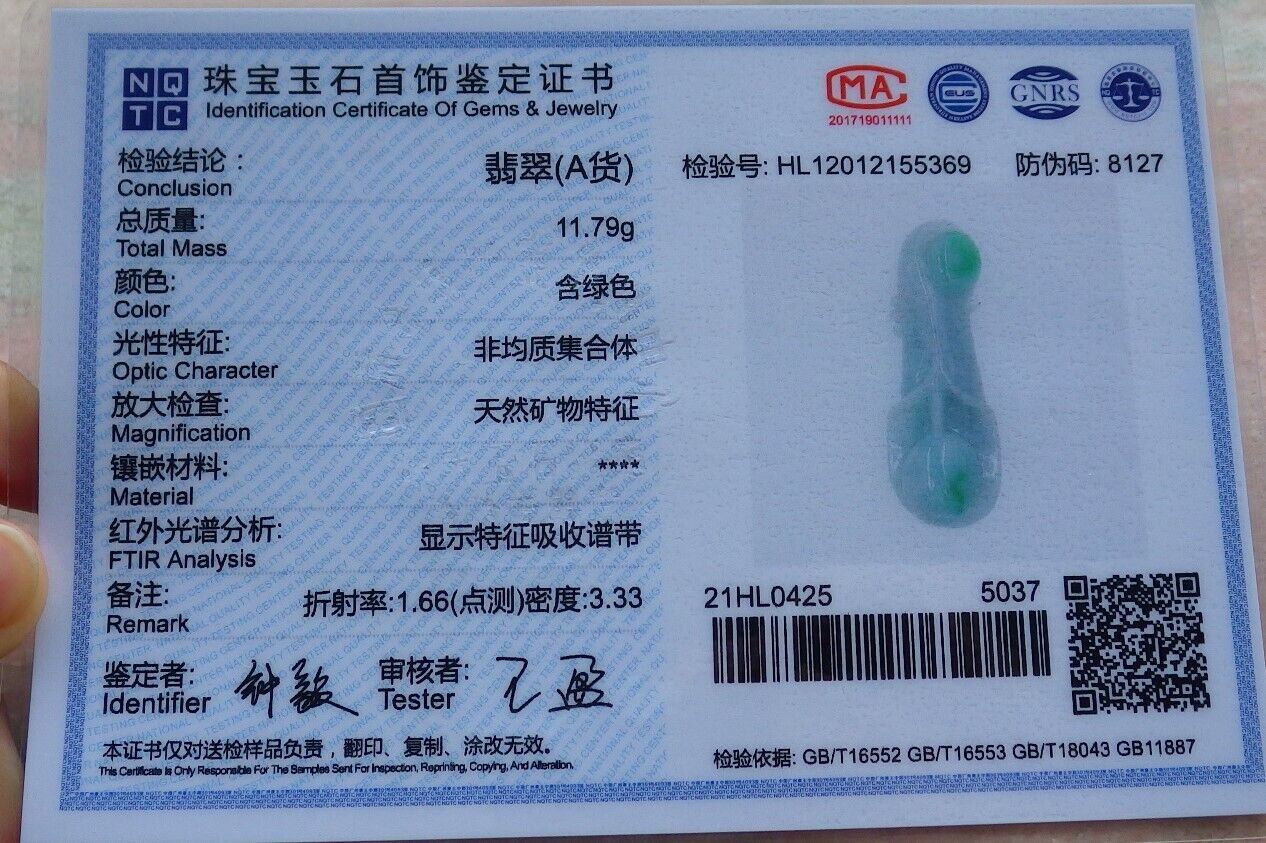 NQTC
珠宝玉石首饰鉴定证书
Identification Certificate Of Gems & Jewelry
MA
201719011111
GNRS
检验结论：
Conclusion
翡翠(A货)
检验号: HL12012155369 防伪码: 8127
总质量:
Total Mass
11.79g
颜色:
Color
含绿色
光性特征:
Optic Character
非均质集合体
放大检查:
Magnification
天然矿物特征
镶嵌材料:
Material
****
红外光谱分析:
FTIR Analysis
显示特征吸收谱带
备注:
Remark
折射率:1.66(点测)密度:3.33
21HL0425 5037
鉴定者:
Identifier
钟敏
审核者:
Tester
本证书仅对送检样品负责，翻印、复制、涂改无效。
This Certificate Is Only Responsible For The Samples Sent For Inspection, Reprinting, Copying, And Alteration.
检验依据: GB/T16552 GB/T16553 GB/T18043 GB11887